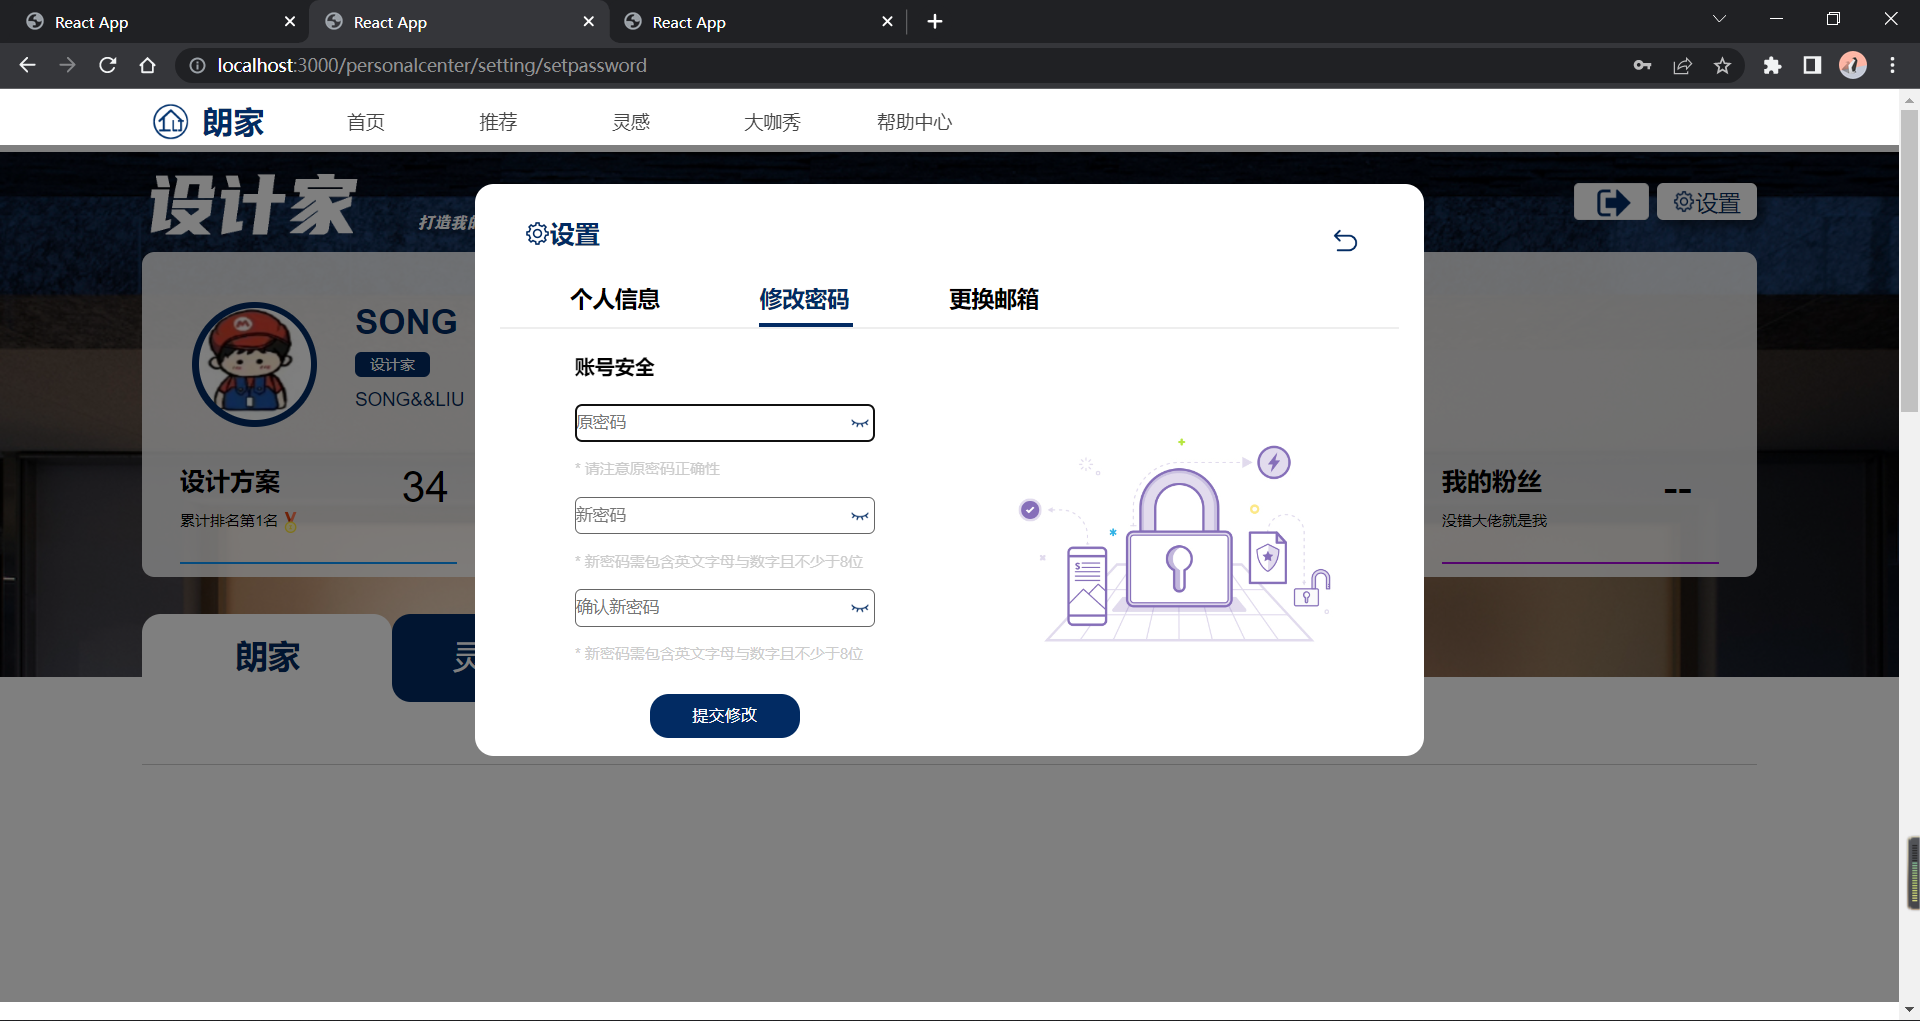 React App
React App
React App
localhost:3000/personalcenter/setting/setpassword
朗家
首页
推荐
灵感
大咖秀
帮助中心
设计家
打造我的
设置
设置
个人信息
修改密码
更换邮箱
SONG
设计家
SONG&&LIU
账号安全
原密码
* 请注意原密码正确性
新密码
* 新密码需包含英文字母与数字且不少于8位
确认新密码
* 新密码需包含英文字母与数字且不少于8位
提交修改
设计方案
34
累计排名第1名
我的粉丝
--
没错大佬就是我
朗家
灵